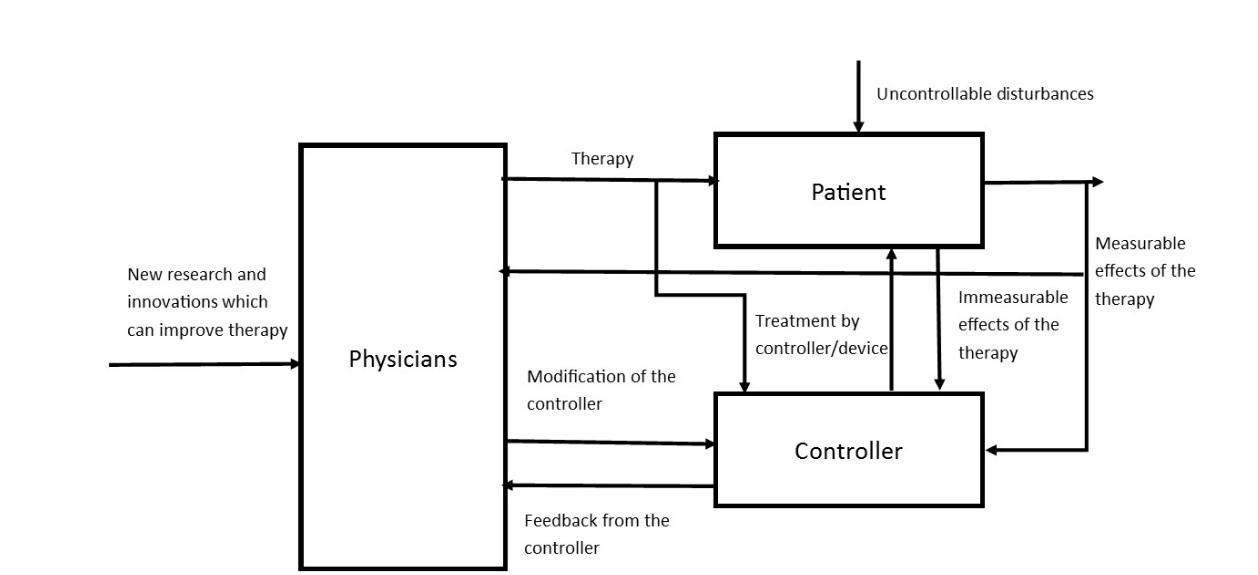 Uncontrollable disturbances
Therapy
Patient
Measurable
effects of the
therapy
New research and
innovations which
can improve therapy
Immeasurable
effects of the
therapy
Treatment by
controller/device
Physicians
Modification of the
controller
Controller
Feedback from the
controller